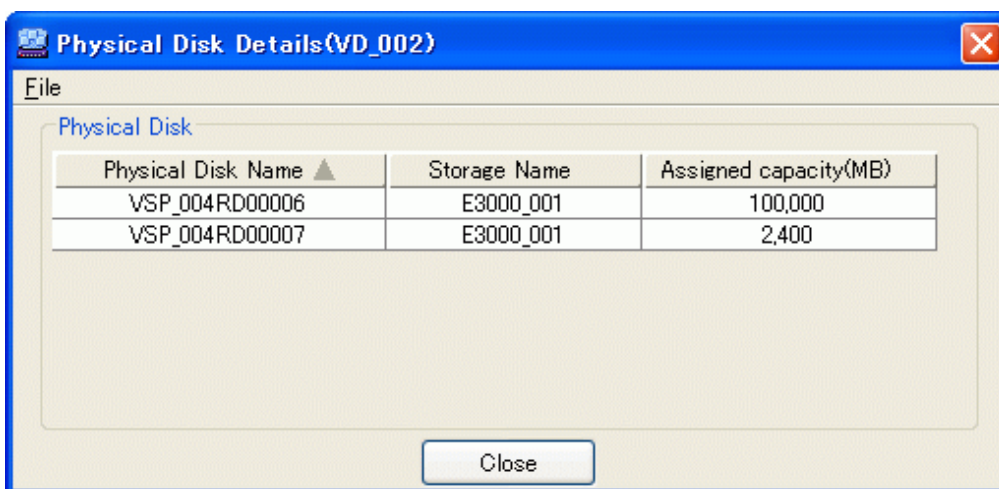 Physical Disk Details(VD_002)
File
Physical Disk
Physical Disk Name Storage Name Assigned capacity(MB)
VSP_004RD00006 E3000_001 100,000
VSP_004RD00007 E3000_001 2,400
Close